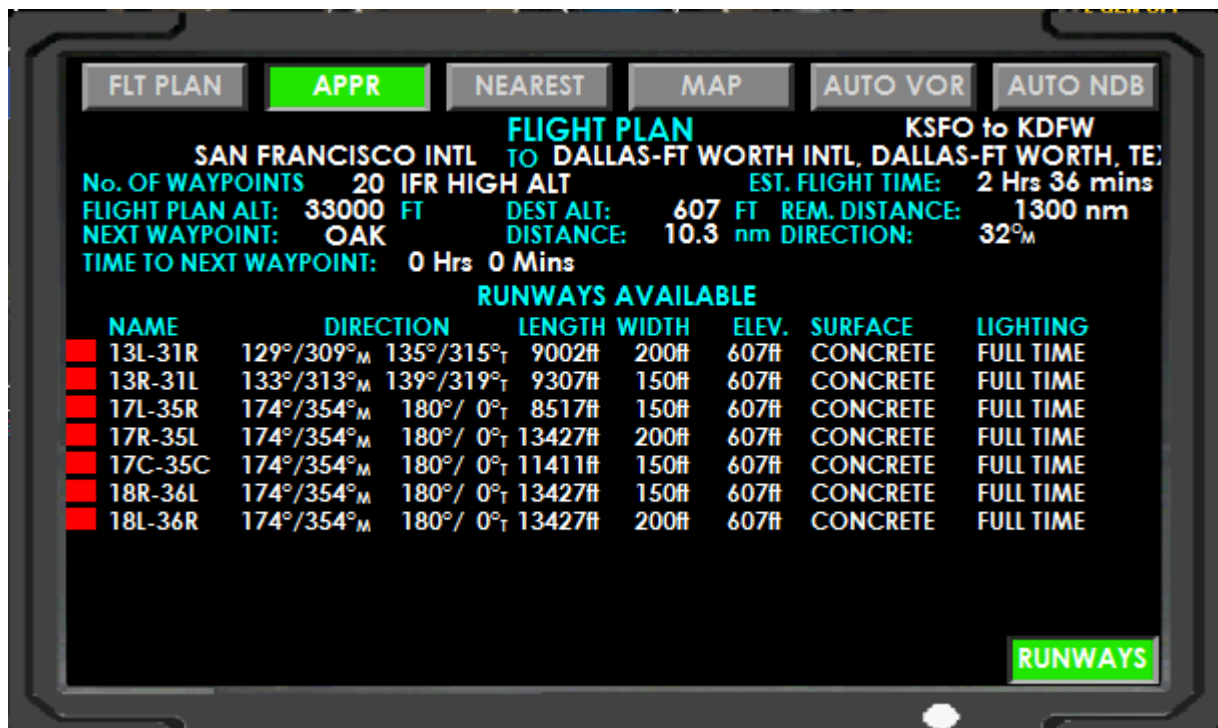 FLT PLAN APPR NEAREST MAP AUTO VOR AUTO NDB
FLIGHT PLAN KSFO to KDFW
SAN FRANCISCO INTL TO DALLAS-FT WORTH INTL, DALLAS-FT WORTH, TE
No. OF WAYPOINTS 20 IFR HIGH ALT EST. FLIGHT TIME: 2 Hrs 36 mins
FLIGHT PLAN ALT: 33000 FT DEST ALT: 607 FT REM. DISTANCE: 1300 nm
NEXT WAYPOINT: OAK DISTANCE: 10.3 nm DIRECTION: 32°M
TIME TO NEXT WAYPOINT: 0 Hrs 0 Mins
RUNWAYS AVAILABLE
NAME DIRECTION LENGTH WIDTH ELEV. SURFACE LIGHTING
13L-31R 129°/309°M 135°/315°T 9002ft 200ft 607ft CONCRETE FULL TIME
13R-31L 133°/313°M 139°/319°T 9307ft 150ft 607ft CONCRETE FULL TIME
17L-35R 174°/354°M 180°/ 0°T 8517ft 150ft 607ft CONCRETE FULL TIME
17R-35L 174°/354°M 180°/ 0°T 13427ft 200ft 607ft CONCRETE FULL TIME
17C-35C 174°/354°M 180°/ 0°T 11411ft 150ft 607ft CONCRETE FULL TIME
18R-36L 174°/354°M 180°/ 0°T 13427ft 150ft 607ft CONCRETE FULL TIME
18L-36R 174°/354°M 180°/ 0°T 13427ft 200ft 607ft CONCRETE FULL TIME
RUNWAYS